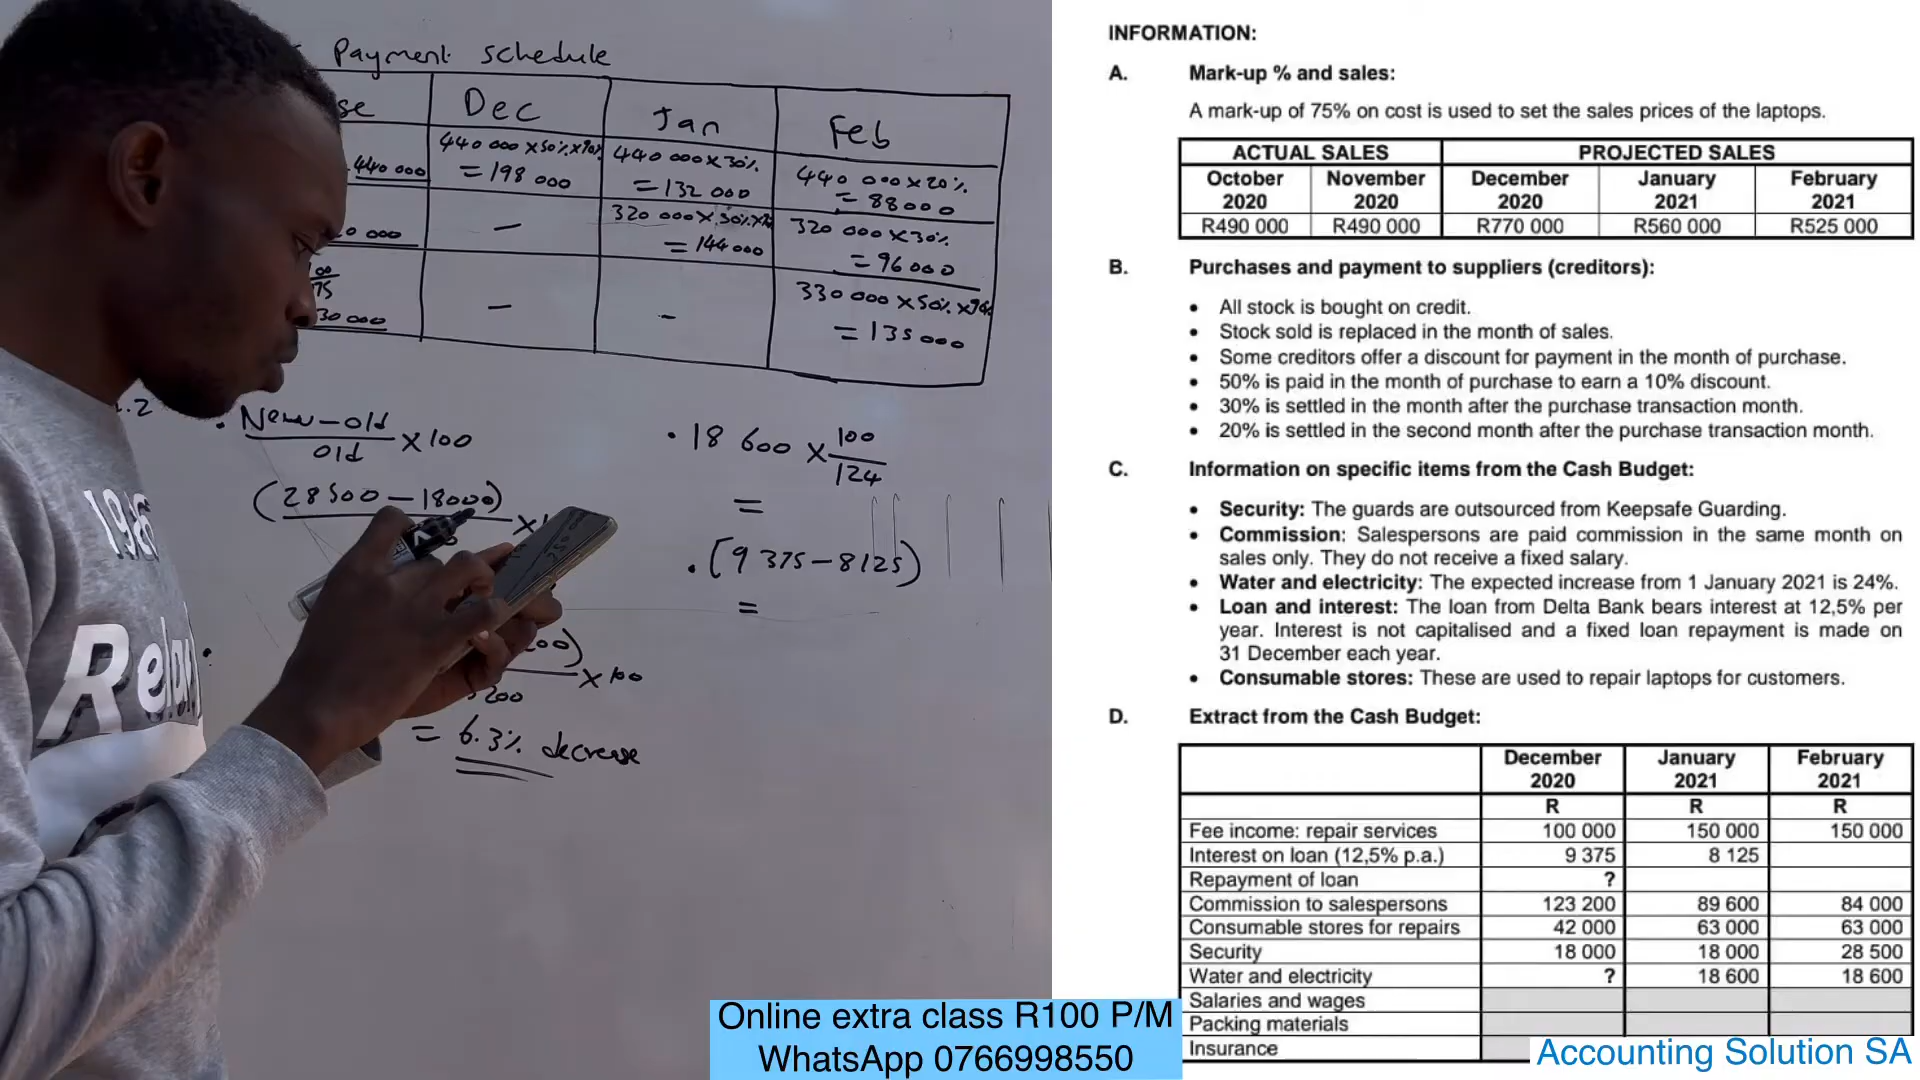 Payment schedule
Dec
Jan
Feb
440 000
440 000 x 50% x 90%
= 198 000
440 000 x 30%
= 132 000
440 000 x 20%
= 88 000
–
= 144 000
320 000 x 30%
= 96 000
–
–
330 000 x 50% x 90%
= 135 000
.2
. New – old
old
x 100
(28 500 – 18 000)
x 100
= 6.3% decrease
. 18 600 x 100
124
=
. (9 375 – 8 125)
=
Rela
INFORMATION:
A. Mark-up % and sales:
A mark-up of 75% on cost is used to set the sales prices of the laptops.
ACTUAL SALES PROJECTED SALES
October 2020 November 2020 December 2020 January 2021 February 2021
R490 000 R490 000 R770 000 R560 000 R525 000
B. Purchases and payment to suppliers (creditors):
• All stock is bought on credit.
• Stock sold is replaced in the month of sales.
• Some creditors offer a discount for payment in the month of purchase.
• 50% is paid in the month of purchase to earn a 10% discount.
• 30% is settled in the month after the purchase transaction month.
• 20% is settled in the second month after the purchase transaction month.
C. Information on specific items from the Cash Budget:
• Security: The guards are outsourced from Keepsafe Guarding.
• Commission: Salespersons are paid commission in the same month on
sales only. They do not receive a fixed salary.
• Water and electricity: The expected increase from 1 January 2021 is 24%.
• Loan and interest: The loan from Delta Bank bears interest at 12,5% per
year. Interest is not capitalised and a fixed loan repayment is made on
31 December each year.
• Consumable stores: These are used to repair laptops for customers.
D. Extract from the Cash Budget:
December 2020 January 2021 February 2021
R R R
Fee income: repair services 100 000 150 000 150 000
Interest on loan (12,5% p.a.) 9 375 8 125
Repayment of loan ?
Commission to salespersons 123 200 89 600 84 000
Consumable stores for repairs 42 000 63 000 63 000
Security 18 000 18 000 28 500
Water and electricity ? 18 600 18 600
Salaries and wages
Packing materials
Insurance
Online extra class R100 P/M
WhatsApp 0766998550
Accounting Solution SA